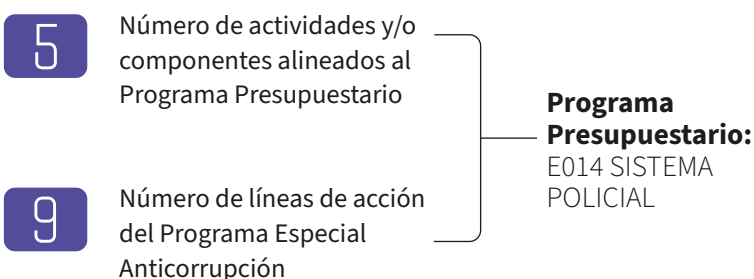 5
Número de actividades y/o
componentes alineados al
Programa Presupuestario
9
Número de líneas de acción
del Programa Especial
Anticorrupción
Programa
Presupuestario:
E014 SISTEMA
POLICIAL